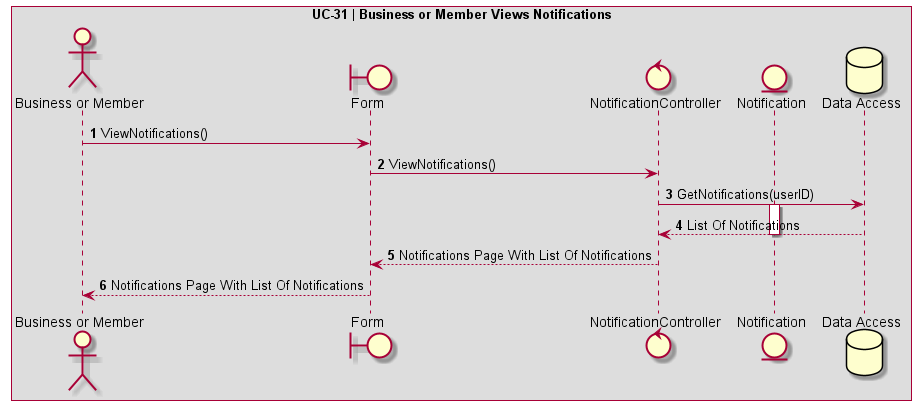 UC-31 | Business or Member Views Notifications
Business or Member Form NotificationController Notification Data Access
1 ViewNotifications()
2 ViewNotifications()
3 GetNotifications(userID)
4 List Of Notifications
5 Notifications Page With List Of Notifications
6 Notifications Page With List Of Notifications
Business or Member Form NotificationController Notification Data Access